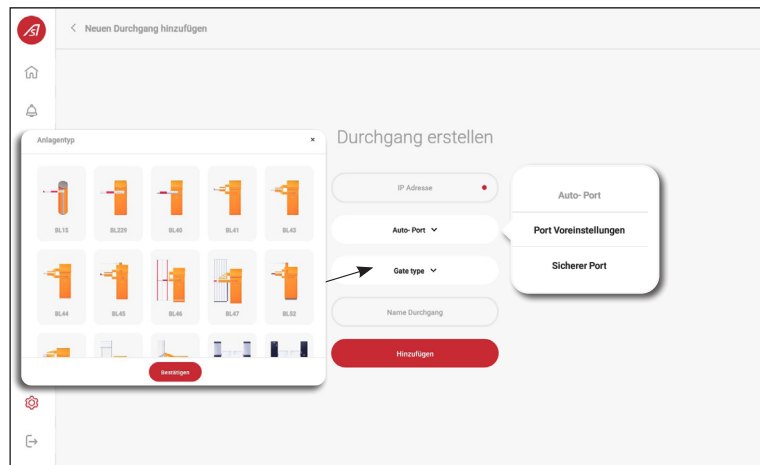 Neuen Durchgang hinzufügen
Anlagentyp
×
BL15
BL229
BL40
BL41
BL43
BL44
BL45
BL46
BL47
BL52
Bestätigen
Durchgang erstellen
IP Adresse
Auto- Port
Gate type
Name Durchgang
Hinzufügen
Auto- Port
Port Voreinstellungen
Sicherer Port